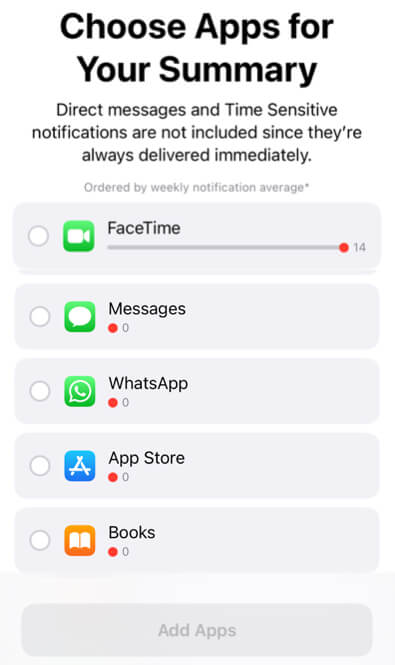 Choose Apps for
Your Summary
Direct messages and Time Sensitive
notifications are not included since they're
always delivered immediately.
Ordered by weekly notification average*
FaceTime
14
Messages
0
WhatsApp
0
App Store
0
Books
0
Add Apps